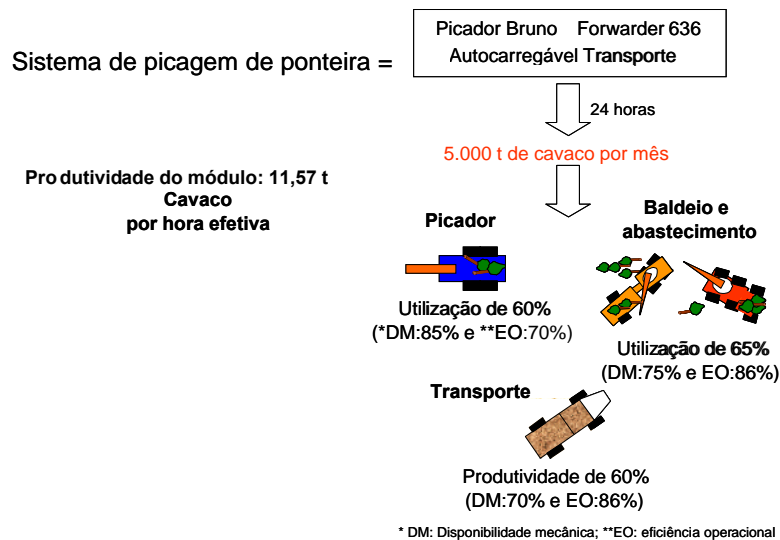 Picador Bruno Forwarder 636
Autocarregável Transporte
Sistema de picagem de ponteira =
24 horas
5.000 t de cavaco por mês
Produtividade do módulo: 11,57 t
Cavaco
por hora efetiva
Picador
Utilização de 60%
(*DM:85% e **EO:70%)
Baldeio e
abastecimento
Utilização de 65%
(DM:75% e EO:86%)
Transporte
Produtividade de 60%
(DM:70% e EO:86%)
* DM: Disponibilidade mecânica; **EO: eficiência operacional